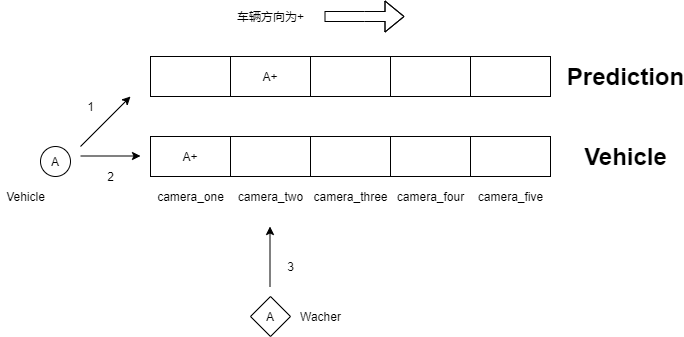 车辆方向为+
A+
Prediction
1
A
A+
Vehicle
2
Vehicle
camera_one camera_two camera_three camera_four camera_five
3
A
Wacher